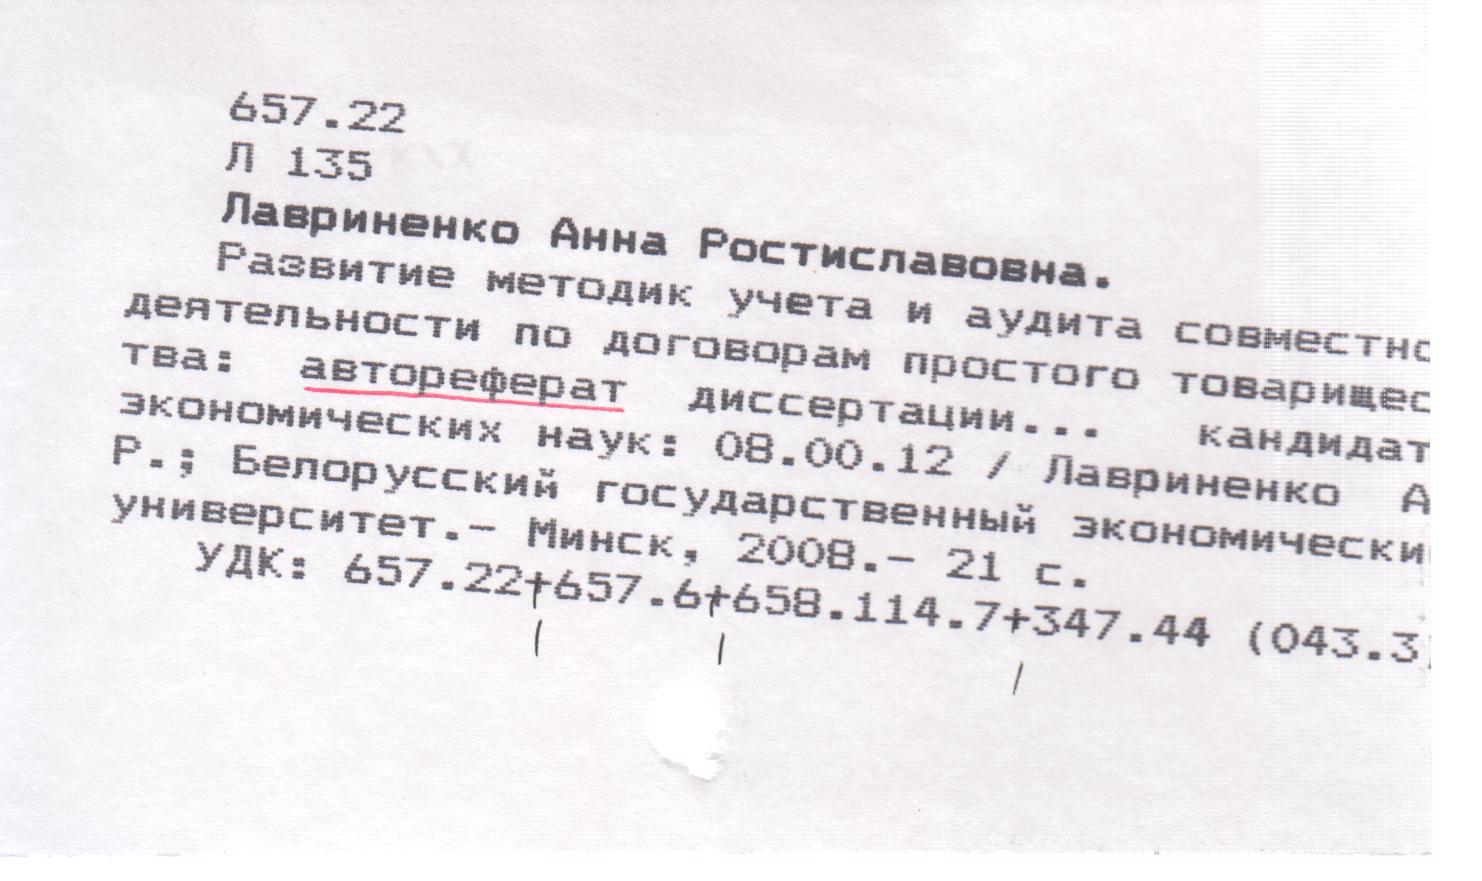 657.22
Л 135
Лавриненко Анна Ростиславовна.
Развитие методик учета и аудита совместно
деятельности по договорам простого товарищес
тва: автореферат диссертации... кандидат
экономических наук: 08.00.12 / Лавриненко А
Р.; Белорусский государственный экономически
университет.- Минск, 2008.- 21 с.
УДК: 657.22+657.6+658.114.7+347.44 (043.3)